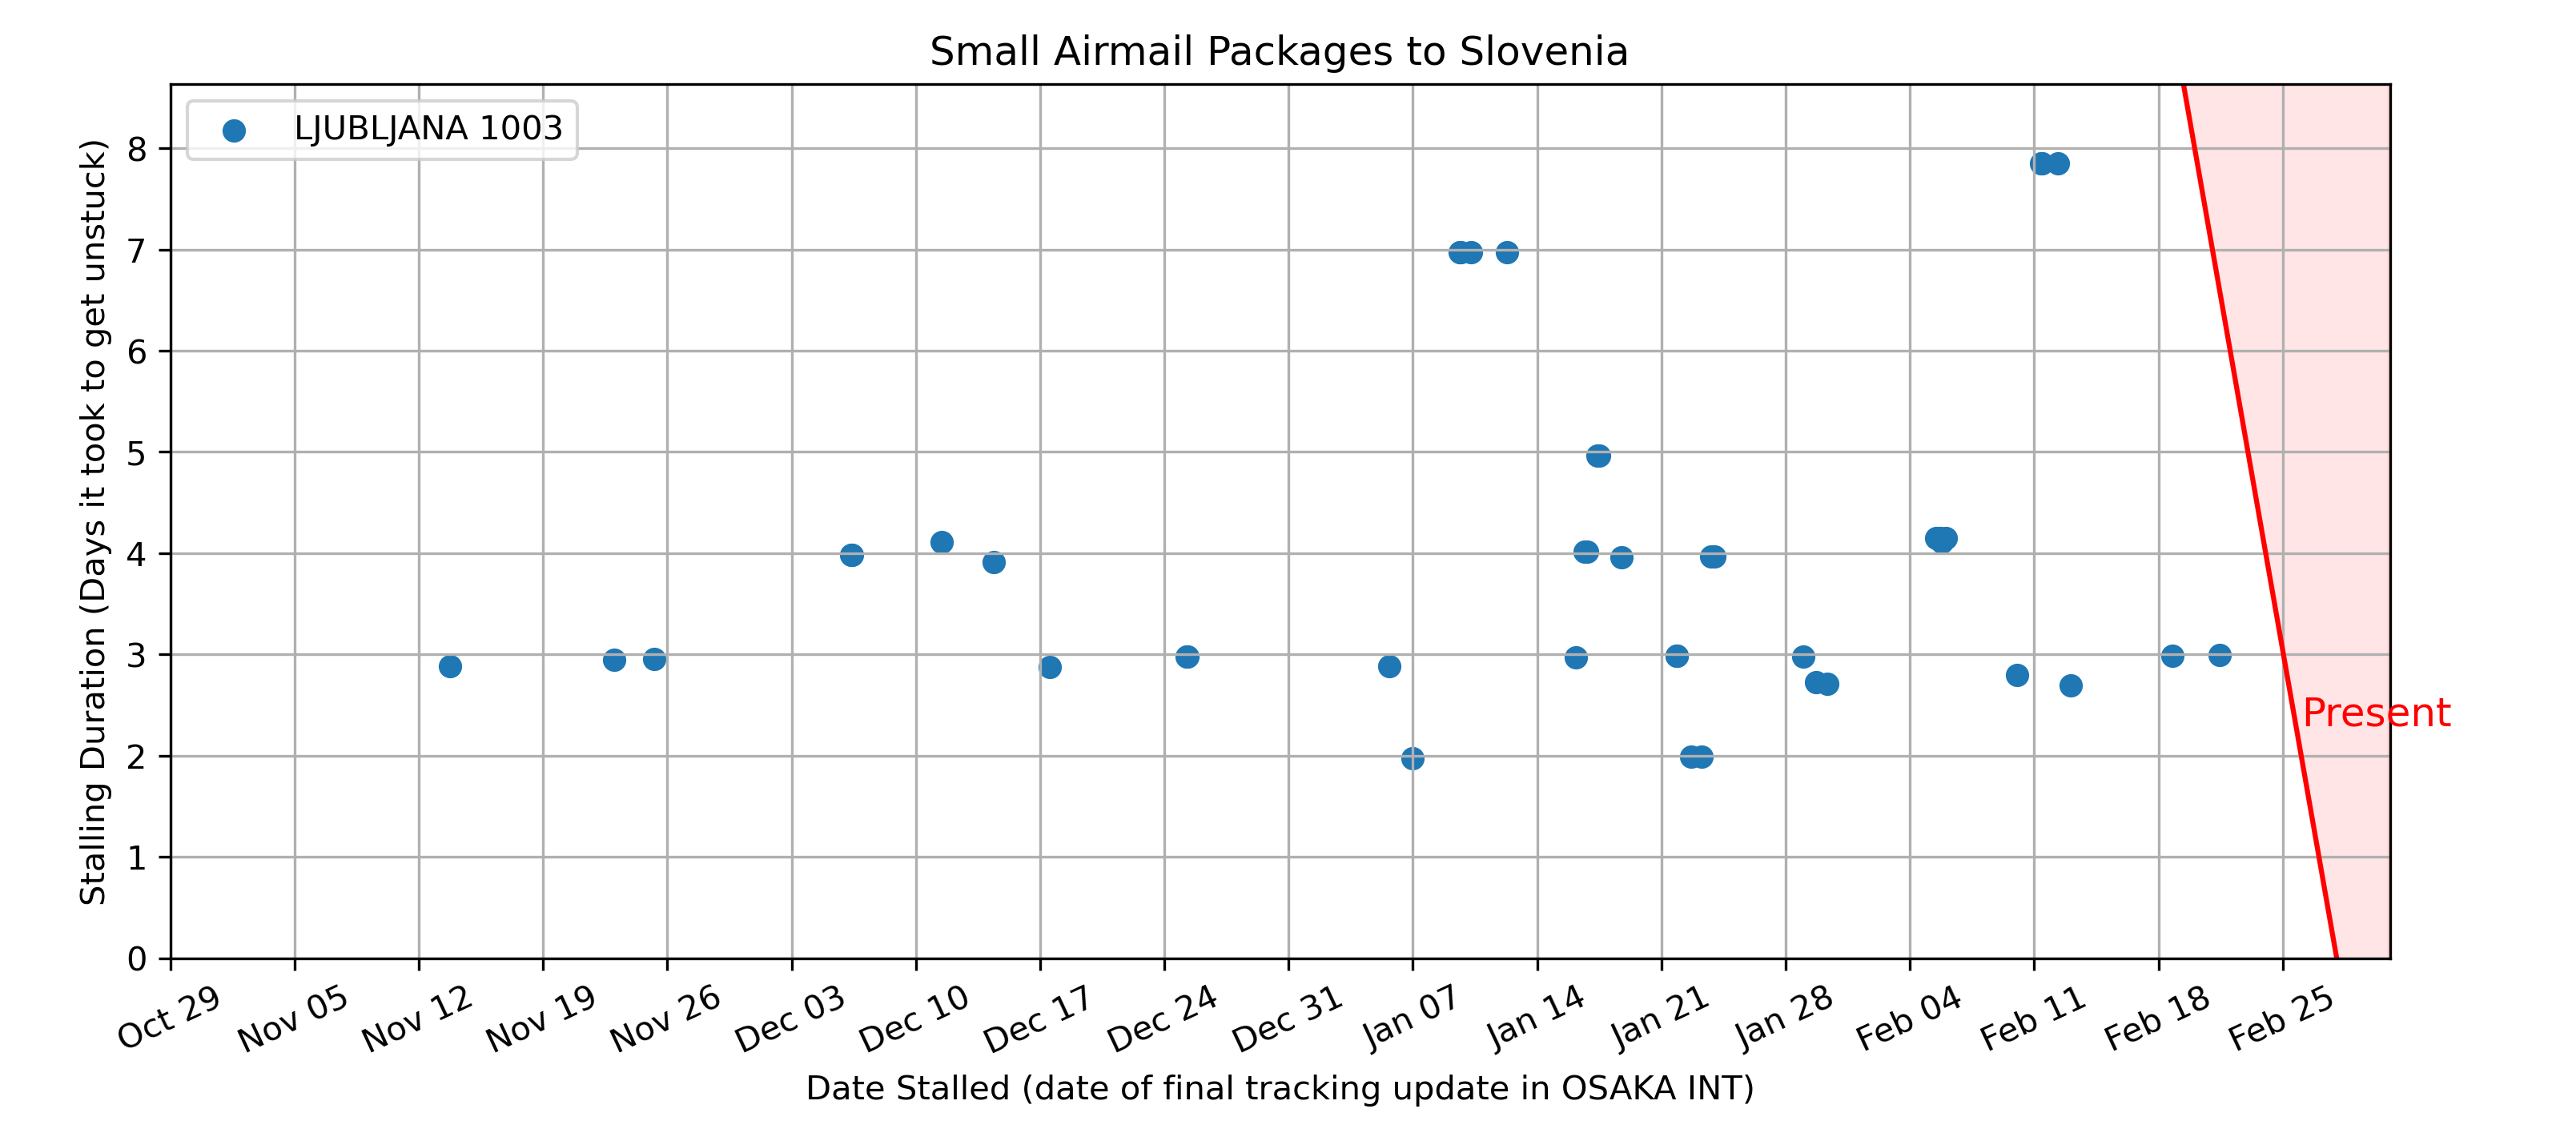 Small Airmail Packages to Slovenia
LJUBLJANA 1003
Stalling Duration (Days it took to get unstuck)
8
7
6
5
4
3
2
1
0
Present
Oct 29
Nov 05
Nov 12
Nov 19
Nov 26
Dec 03
Dec 10
Dec 17
Dec 24
Dec 31
Jan 07
Jan 14
Jan 21
Jan 28
Feb 04
Feb 11
Feb 18
Feb 25
Date Stalled (date of final tracking update in OSAKA INT)